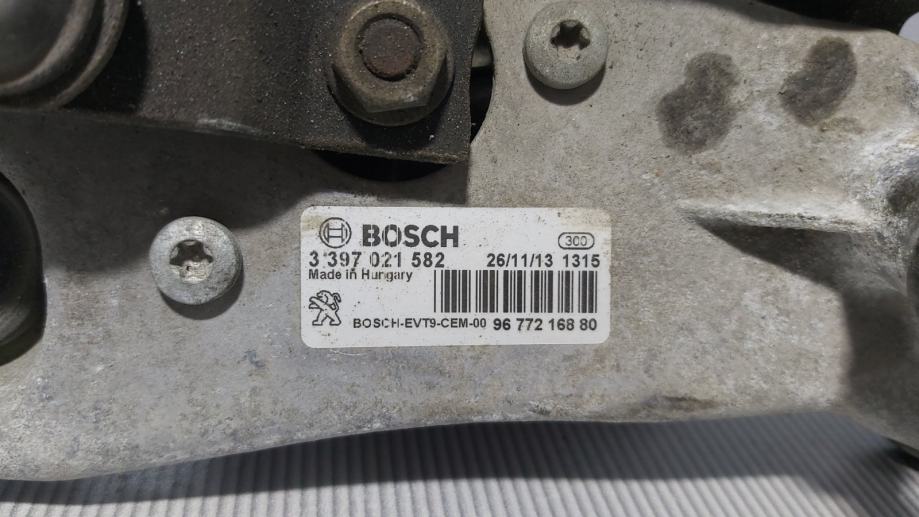 BOSCH
300
3 397 021 582 26/11/13 1315
Made in Hungary
BOSCH-EVT9-CEM-00 96 772 168 80